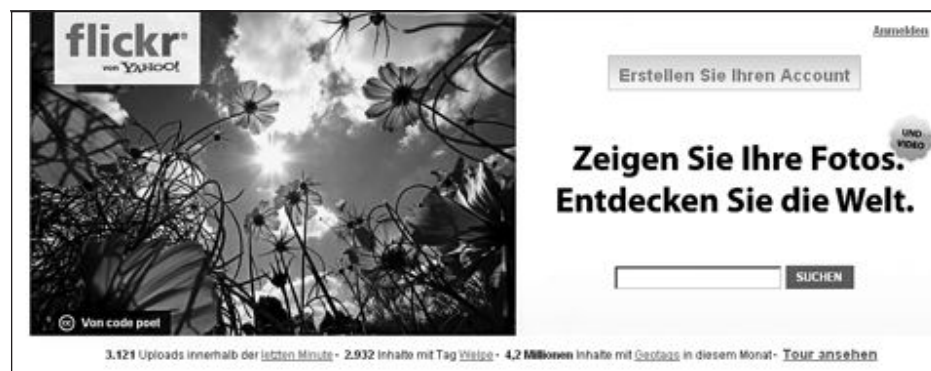 flickr®
von YAHOO!
Anmelden
Erstellen Sie Ihren Account
UND
VIDEO
Zeigen Sie Ihre Fotos.
Entdecken Sie die Welt.
SUCHEN
cc Von code poet
3.121 Uploads innerhalb der letzten Minute - 2.932 Inhalte mit Tag Welpe - 4,2 Millionen Inhalte mit Geotags in diesem Monat - Tour ansehen